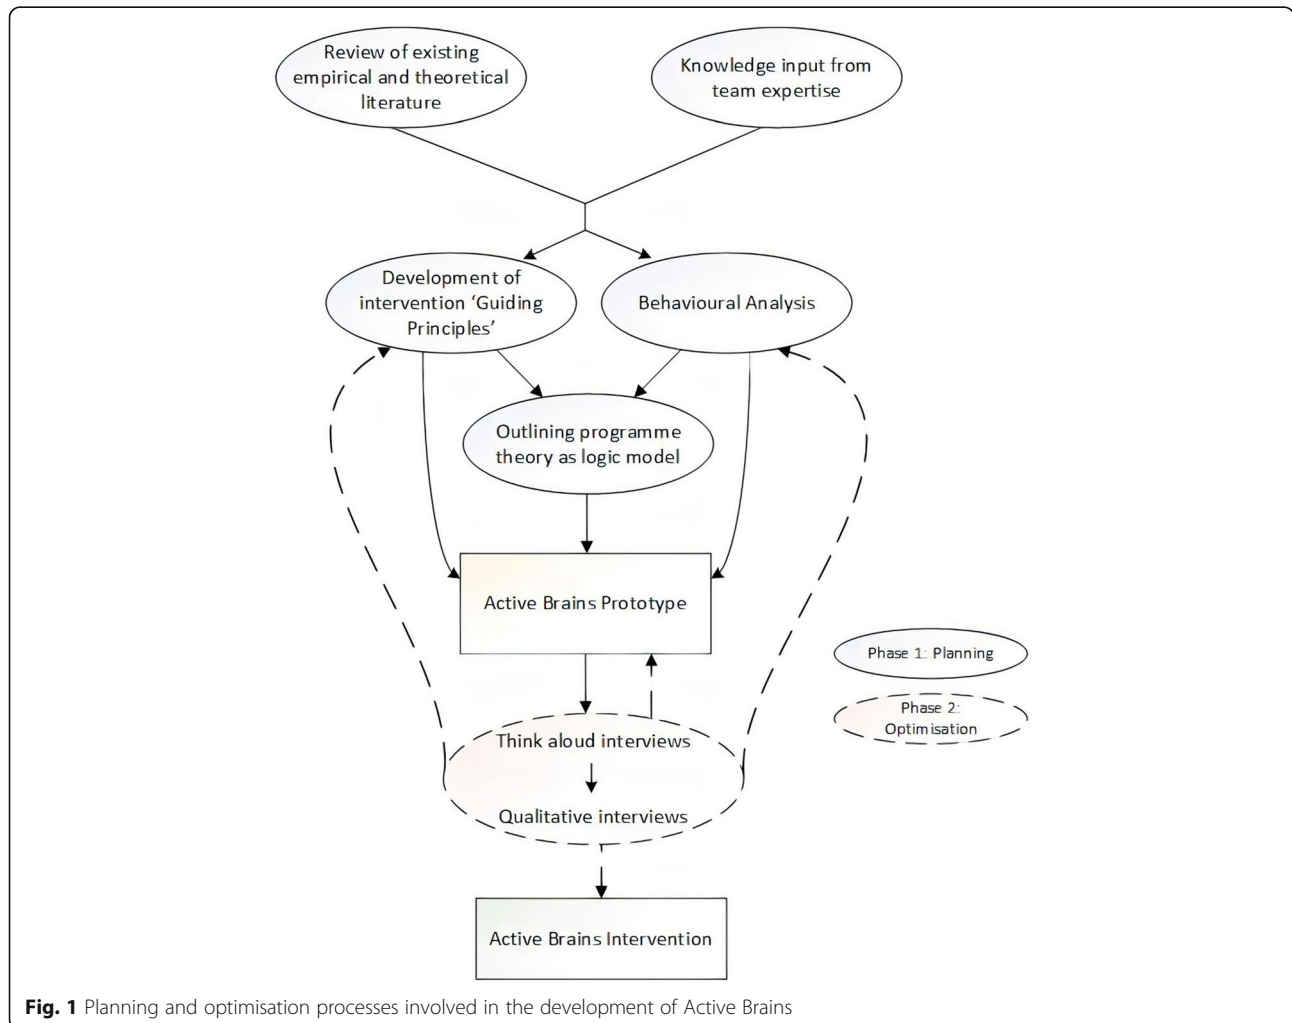 Review of existing
empirical and theoretical
literature
Knowledge input from
team expertise
Development of
intervention ‘Guiding
Principles’
Behavioural Analysis
Outlining programme
theory as logic model
Active Brains Prototype
Phase 1: Planning
Phase 2:
Optimisation
Think aloud interviews
Qualitative interviews
Active Brains Intervention
Fig. 1 Planning and optimisation processes involved in the development of Active Brains